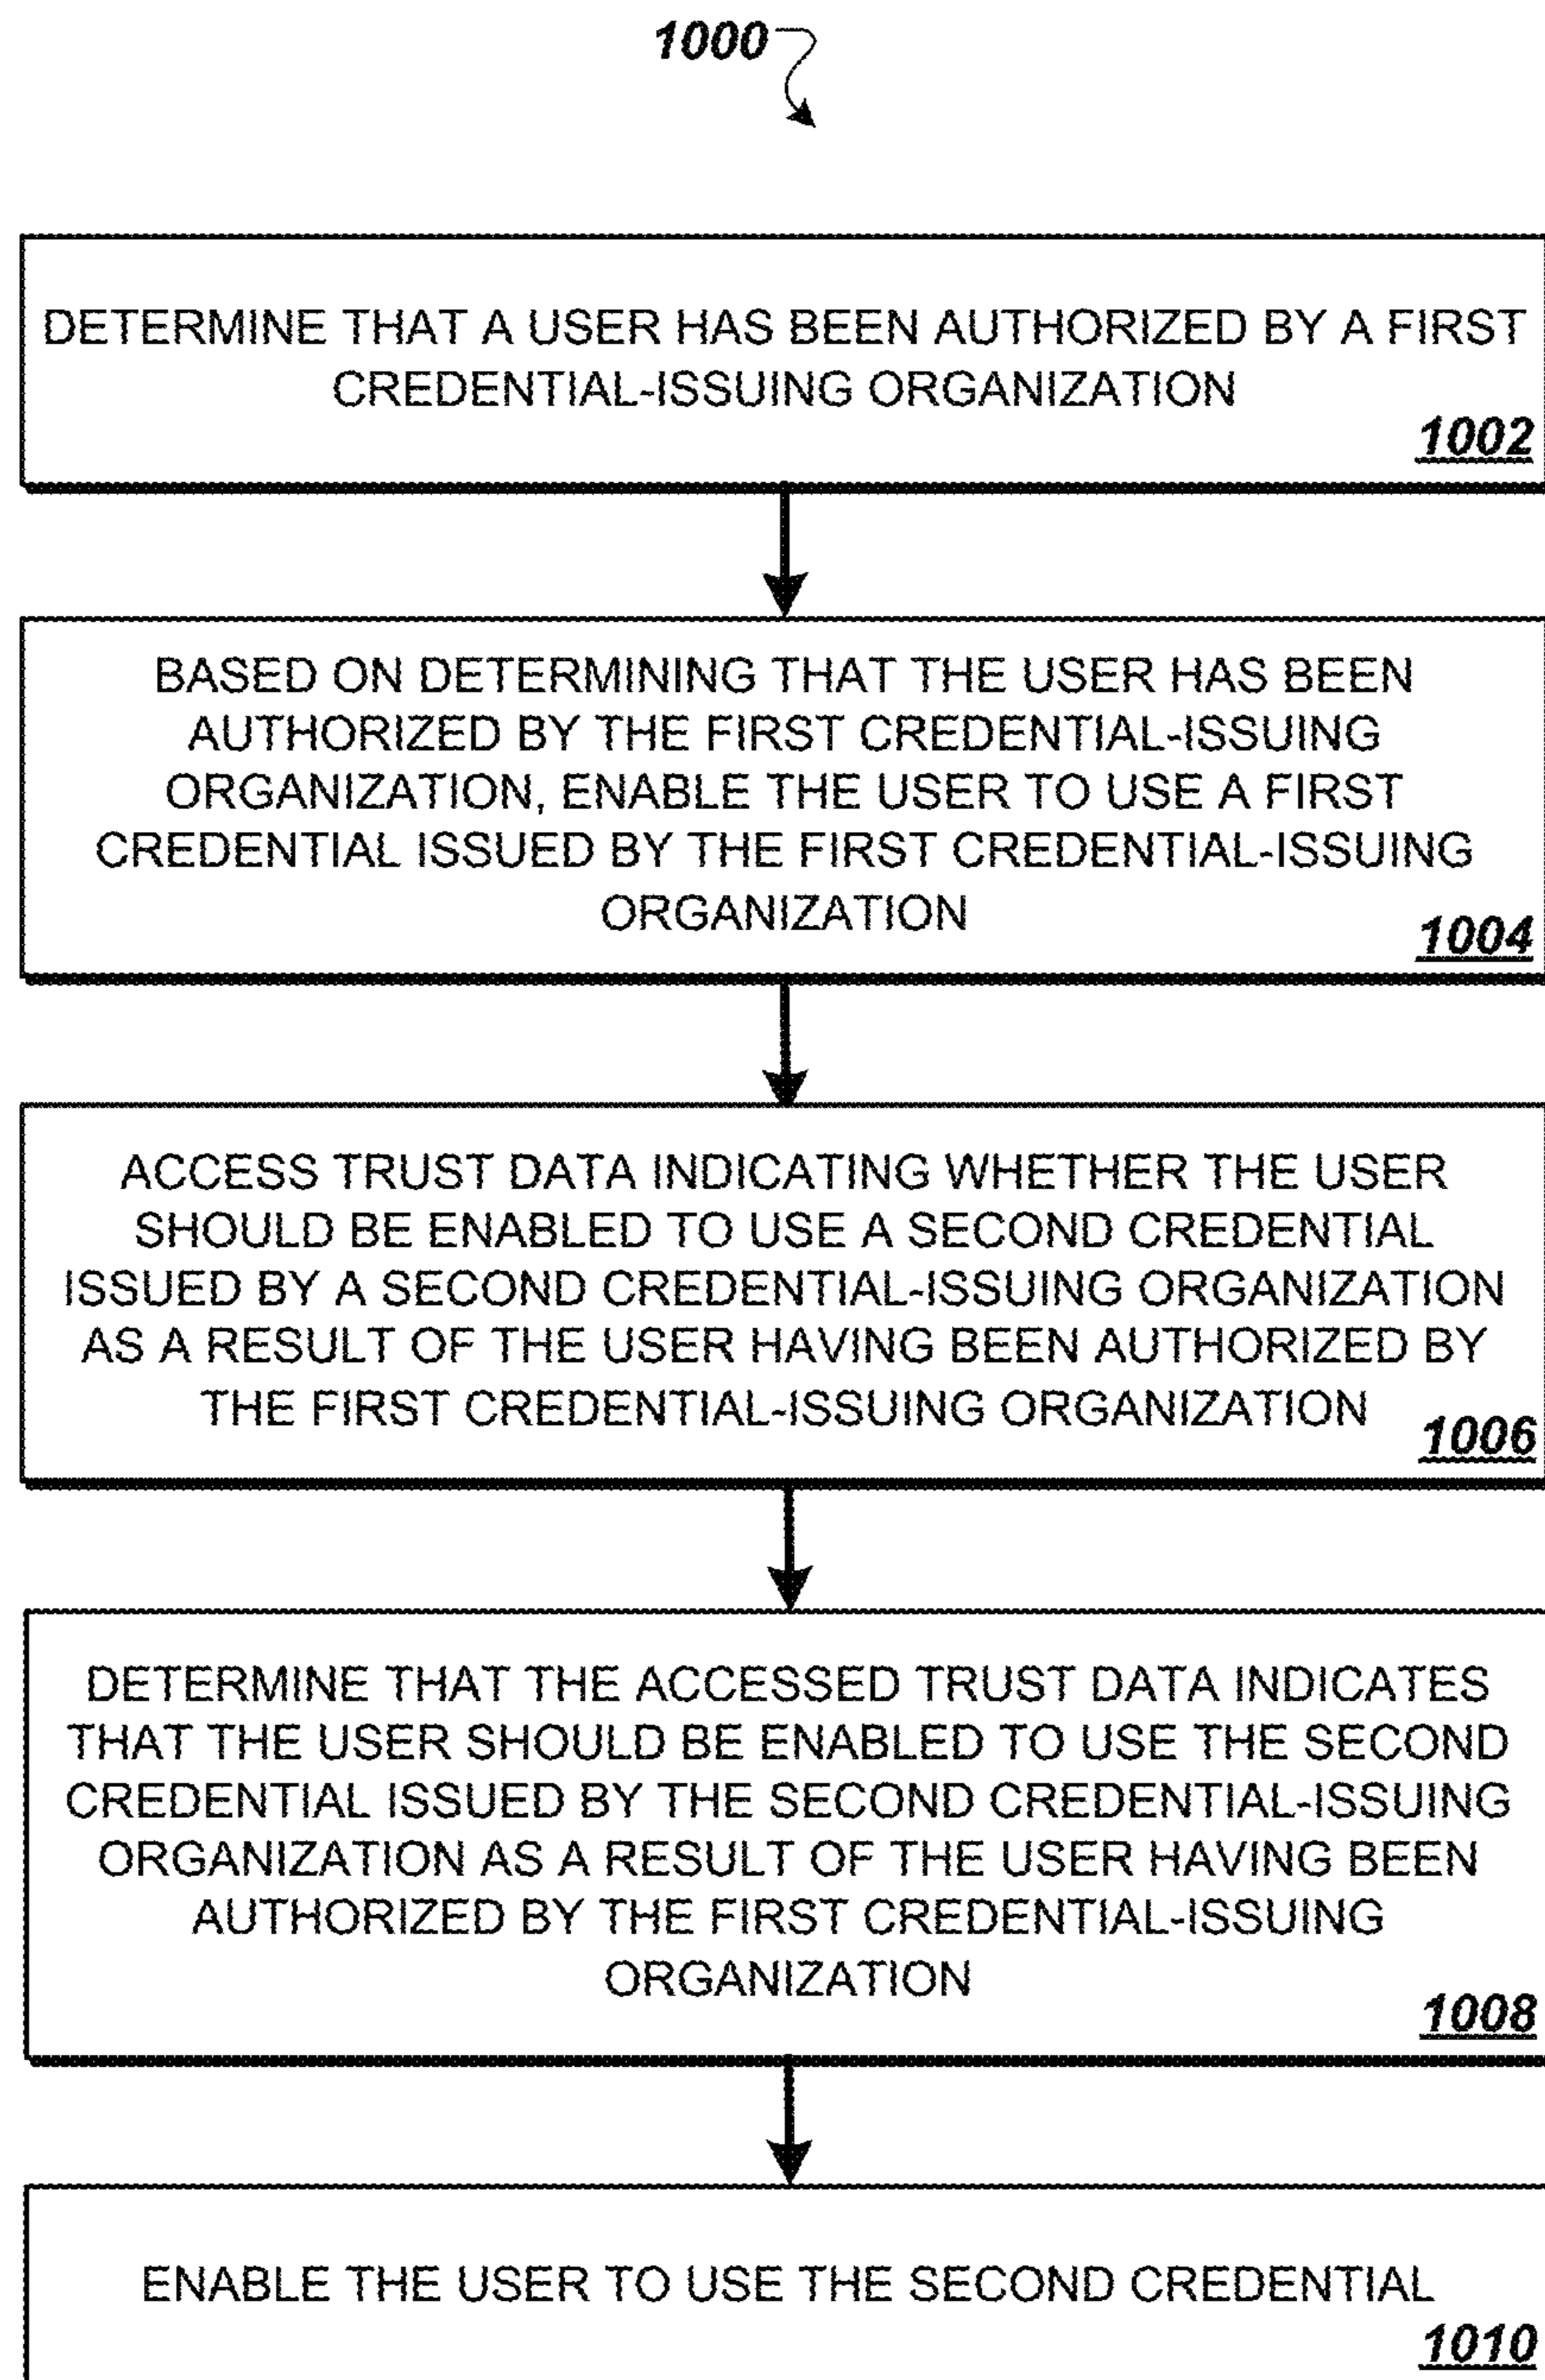 1000
DETERMINE THAT A USER HAS BEEN AUTHORIZED BY A FIRST
CREDENTIAL-ISSUING ORGANIZATION
1002
BASED ON DETERMINING THAT THE USER HAS BEEN
AUTHORIZED BY THE FIRST CREDENTIAL-ISSUING
ORGANIZATION, ENABLE THE USER TO USE A FIRST
CREDENTIAL ISSUED BY THE FIRST CREDENTIAL-ISSUING
ORGANIZATION
1004
ACCESS TRUST DATA INDICATING WHETHER THE USER
SHOULD BE ENABLED TO USE A SECOND CREDENTIAL
ISSUED BY A SECOND CREDENTIAL-ISSUING ORGANIZATION
AS A RESULT OF THE USER HAVING BEEN AUTHORIZED BY
THE FIRST CREDENTIAL-ISSUING ORGANIZATION
1006
DETERMINE THAT THE ACCESSED TRUST DATA INDICATES
THAT THE USER SHOULD BE ENABLED TO USE THE SECOND
CREDENTIAL ISSUED BY THE SECOND CREDENTIAL-ISSUING
ORGANIZATION AS A RESULT OF THE USER HAVING BEEN
AUTHORIZED BY THE FIRST CREDENTIAL-ISSUING
ORGANIZATION
1008
ENABLE THE USER TO USE THE SECOND CREDENTIAL
1010